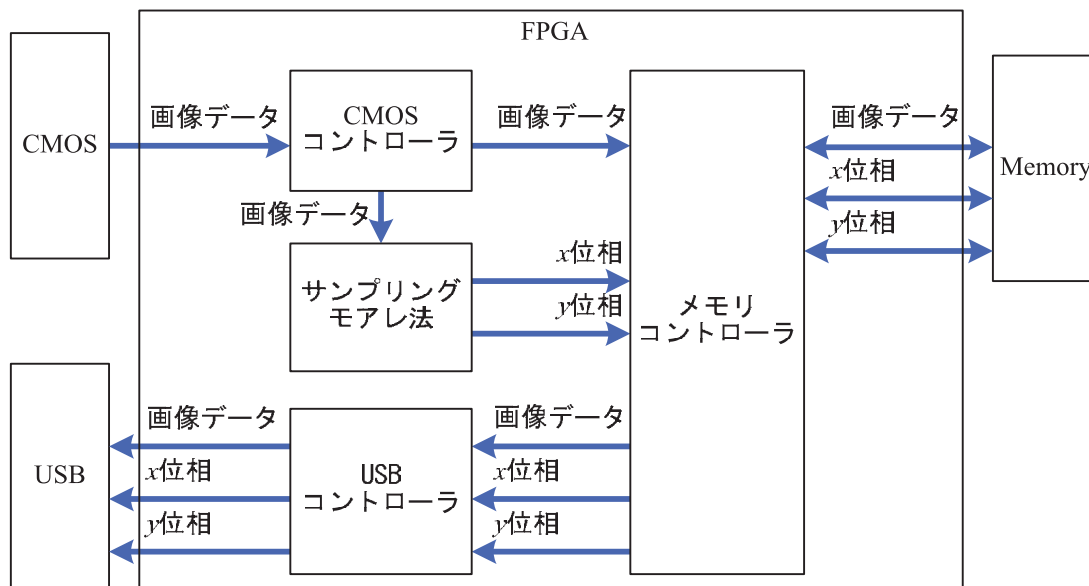 FPGA
CMOS
画像データ
CMOS
コントローラ
画像データ
画像データ
Memory
x位相
y位相
画像データ
サンプリング
モアレ法
x位相
y位相
メモリ
コントローラ
USB
画像データ
x位相
y位相
USB
コントローラ
画像データ
x位相
y位相